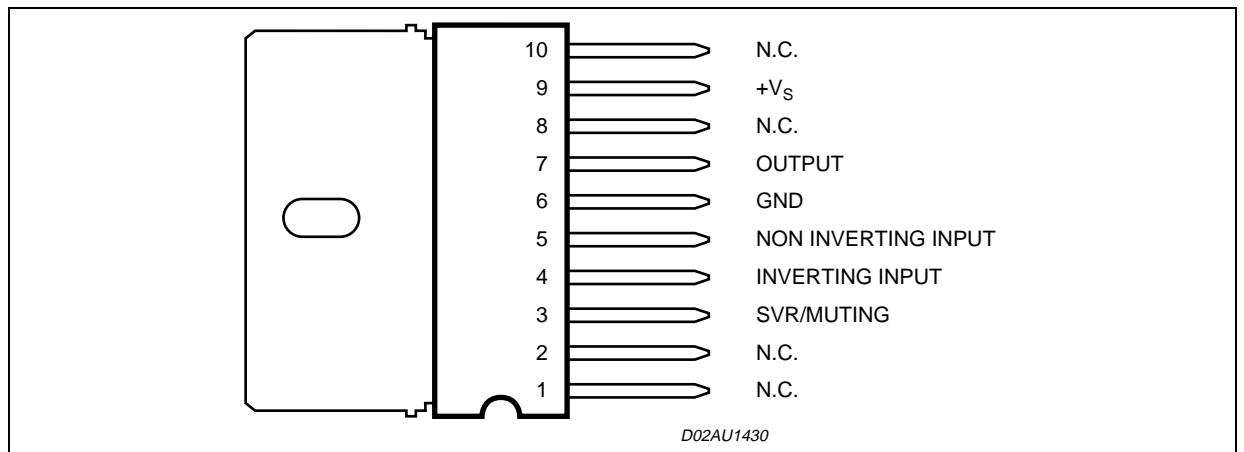 10 N.C.
9 +VS
8 N.C.
7 OUTPUT
6 GND
5 NON INVERTING INPUT
4 INVERTING INPUT
3 SVR/MUTING
2 N.C.
1 N.C.
D02AU1430